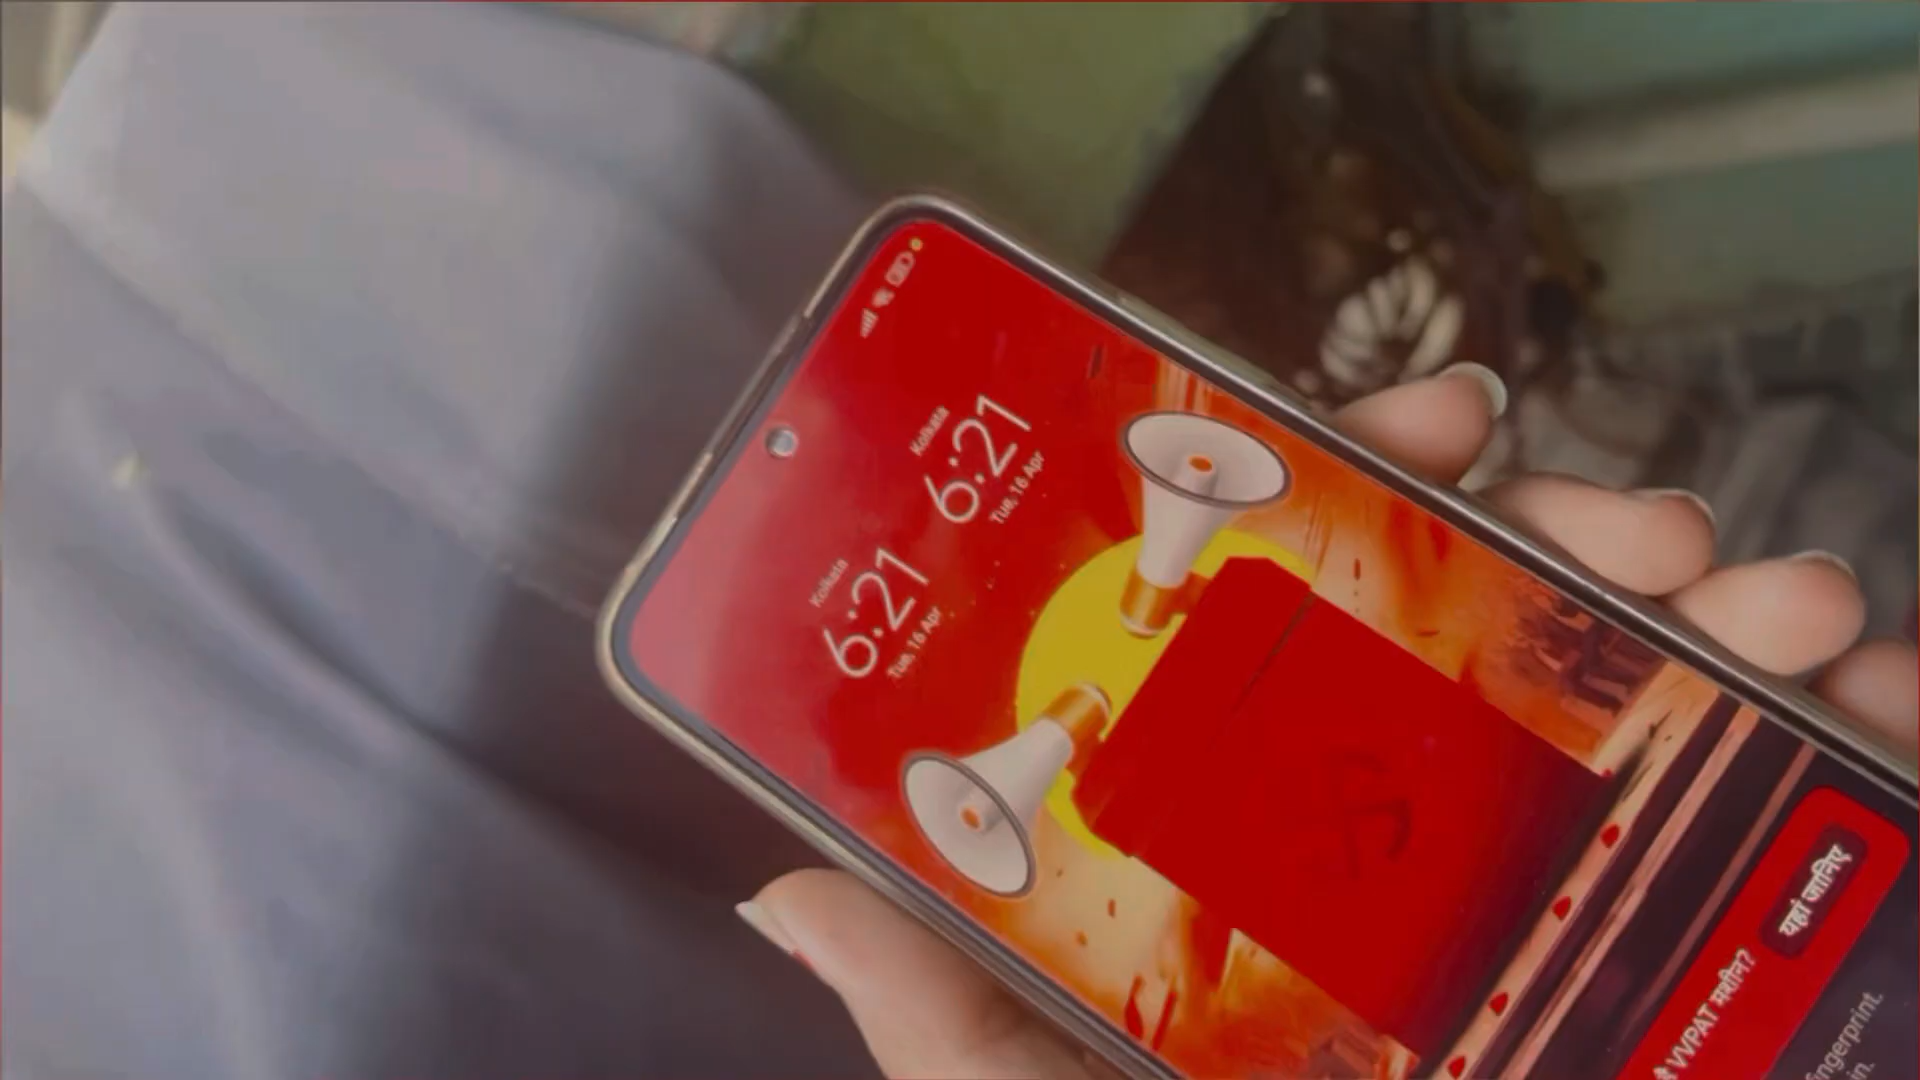 Kolkata
6:21
Tue, 16 Apr
Kolkata
6:21
Tue, 16 Apr
VVPAT मशीन?
यहां जानिए
fingerprint.
in.